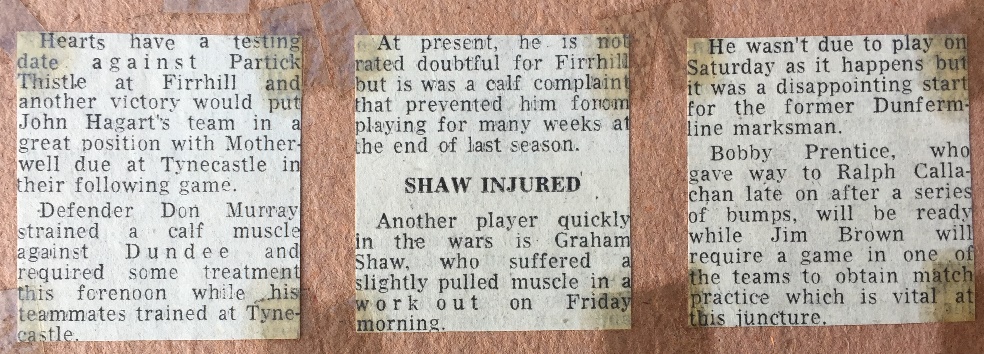 Hearts have a testing
date against Partick
Thistle at Firrhill and
another victory would put
John Hagart's team in a
great position with Mother-
well due at Tynecastle in
their following game.
Defender Don Murray
strained a calf muscle
against Dundee and
required some treatment
this forenoon while his
teammates trained at Tyne-
castle.
At present, he is not
rated doubtful for Firrhill
but is was a calf complaint
that prevented him forom
playing for many weeks at
the end of last season.
SHAW INJURED
Another player quickly
in the wars is Graham
Shaw, who suffered a
slightly pulled muscle in a
work out on Friday
morning.
He wasn't due to play on
Saturday as it happens but
it was a disappointing start
for the former Dunferm-
line marksman.
Bobby Prentice, who
gave way to Ralph Calla-
chan late on after a series
of bumps, will be ready
while Jim Brown will
require a game in one of
the teams to obtain match
practice which is vital at
this juncture.